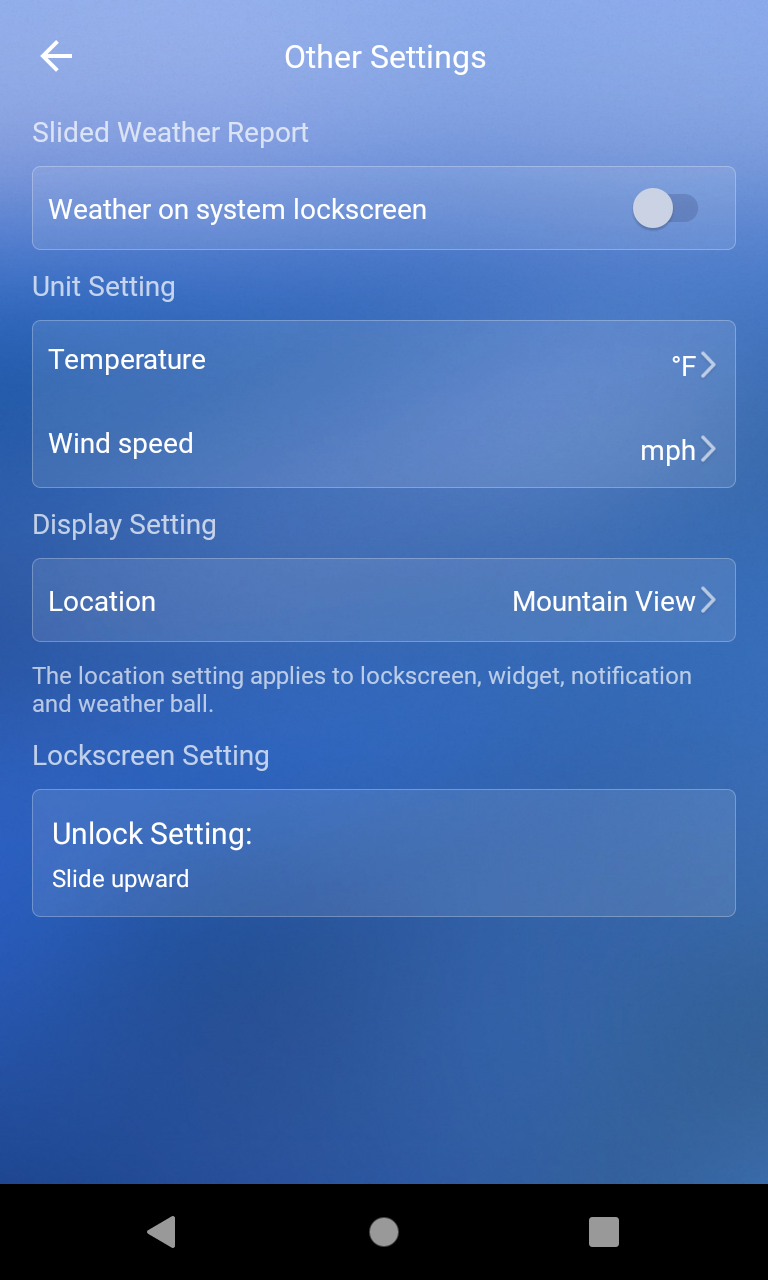 Other Settings
Slided Weather Report
Weather on system lockscreen
Unit Setting
Temperature
°F
Wind speed
mph
Display Setting
Location
Mountain View
The location setting applies to lockscreen, widget, notification
and weather ball.
Lockscreen Setting
Unlock Setting:
Slide upward